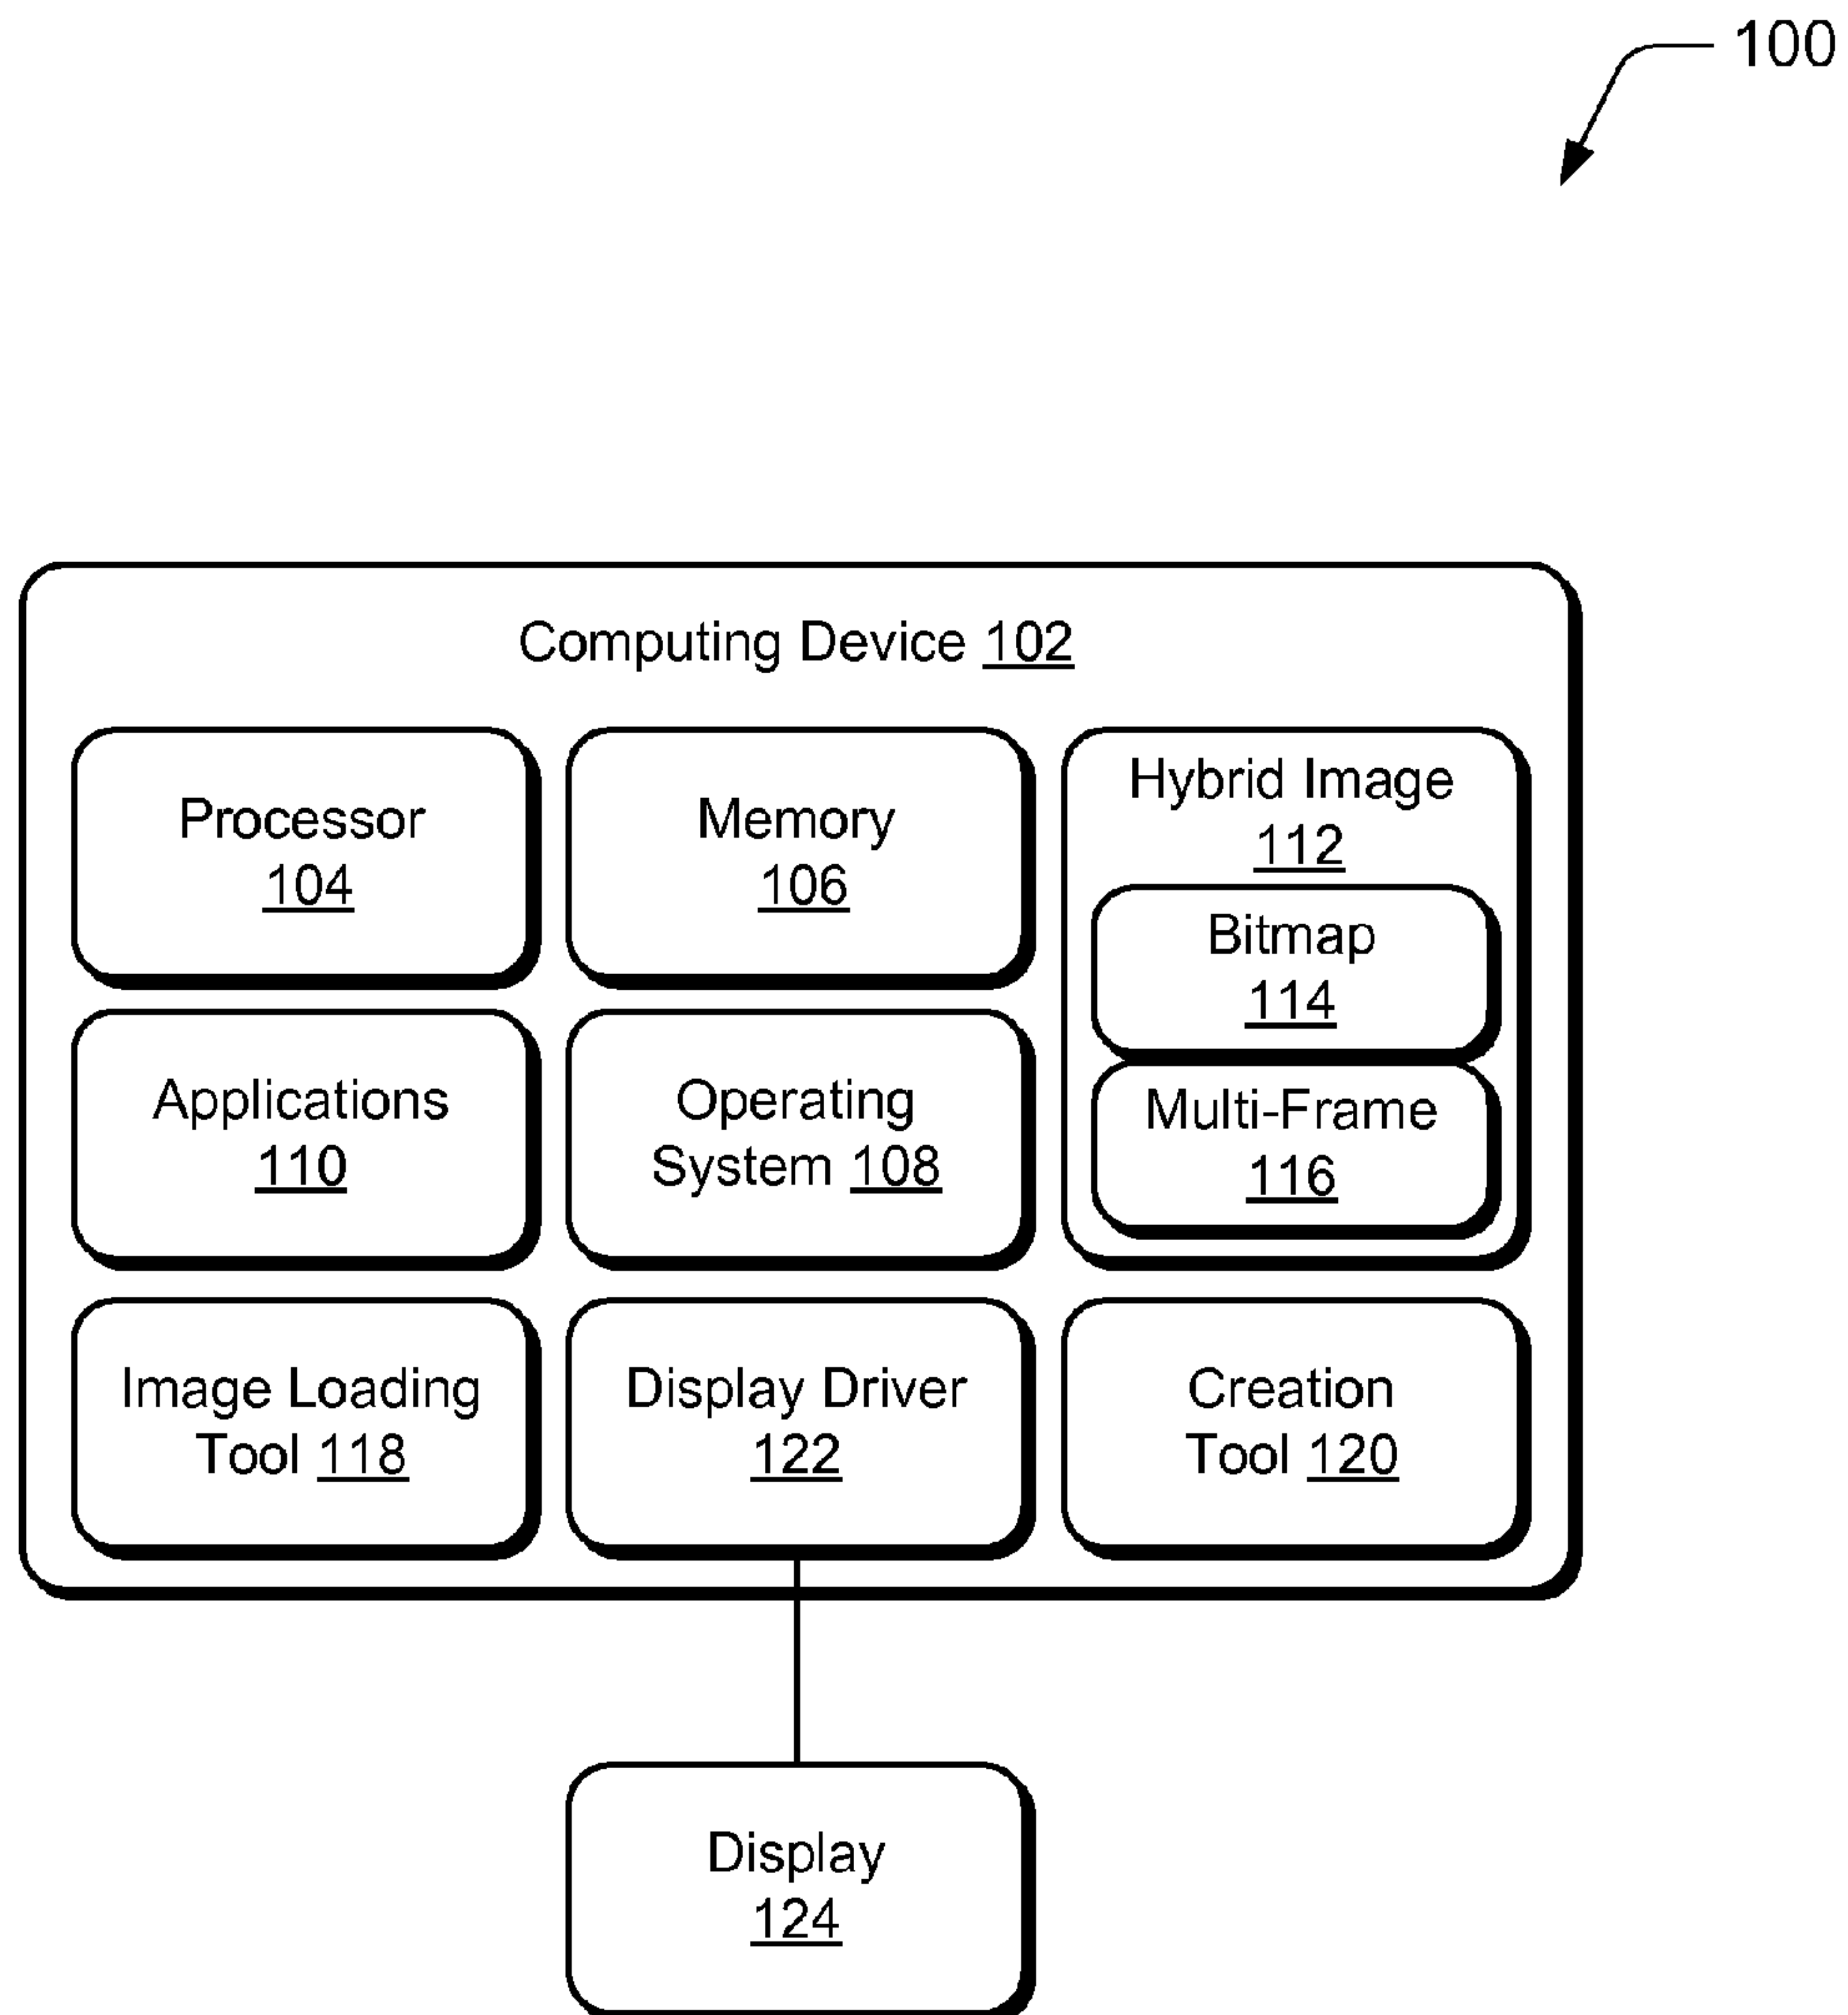 100
Computing Device 102
Processor
104
Memory
106
Hybrid Image
112
Bitmap
114
Multi-Frame
116
Applications
110
Operating
System 108
Image Loading
Tool 118
Display Driver
122
Creation
Tool 120
Display
124